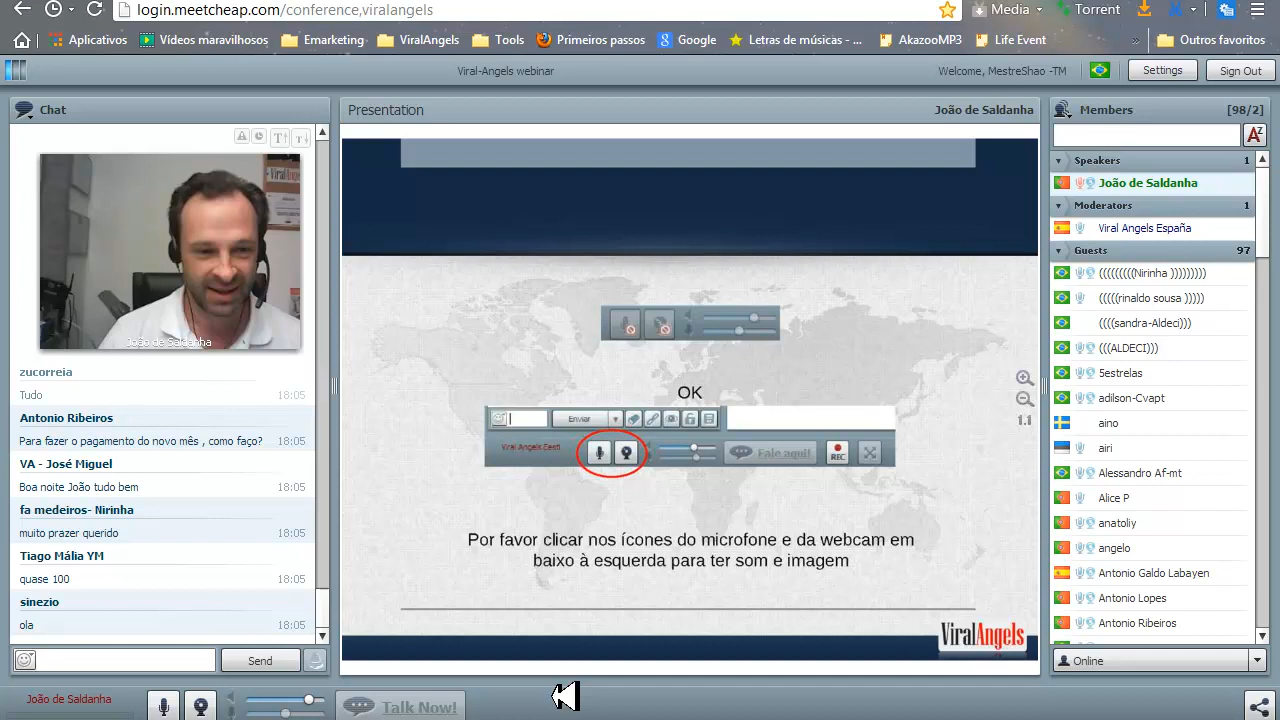 login.meetcheap.com/conference,viralangels
Media
Torrent
Aplicativos
Vídeos maravilhosos
Emarketing
ViralAngels
Tools
Primeiros passos
Google
Letras de músicas - ...
AkazooMP3
Life Event
»
Outros favoritos
Viral-Angels webinar
Welcome, MestreShao -TM
Settings
Sign Out
Chat
João de Saldanha
zucorreia
Tudo 18:05
Antonio Ribeiros
Para fazer o pagamento do novo mês , como faço? 18:05
VA - José Miguel
Boa noite João tudo bem 18:05
fa medeiros- Nirinha
muito prazer querido 18:05
Tiago Mália YM
quase 100 18:05
sinezio
ola 18:05
Send
João de Saldanha
Talk Now!
Presentation
João de Saldanha
OK
Enviar
Viral Angels Eesti
Fale aqui!
REC
Por favor clicar nos ícones do microfone e da webcam em
baixo à esquerda para ter som e imagem
ViralAngels
1:1
Members [98/2]
Speakers 1
João de Saldanha
Moderators 1
Viral Angels España
Guests 97
(((((((((Nirinha )))))))))
(((((rinaldo sousa )))))
((((sandra-Aldeci)))
(((ALDECI)))
5estrelas
adilson-Cvapt
aino
airi
Alessandro Af-mt
Alice P
anatoliy
angelo
Antonio Galdo Labayen
Antonio Lopes
Antonio Ribeiros
Online